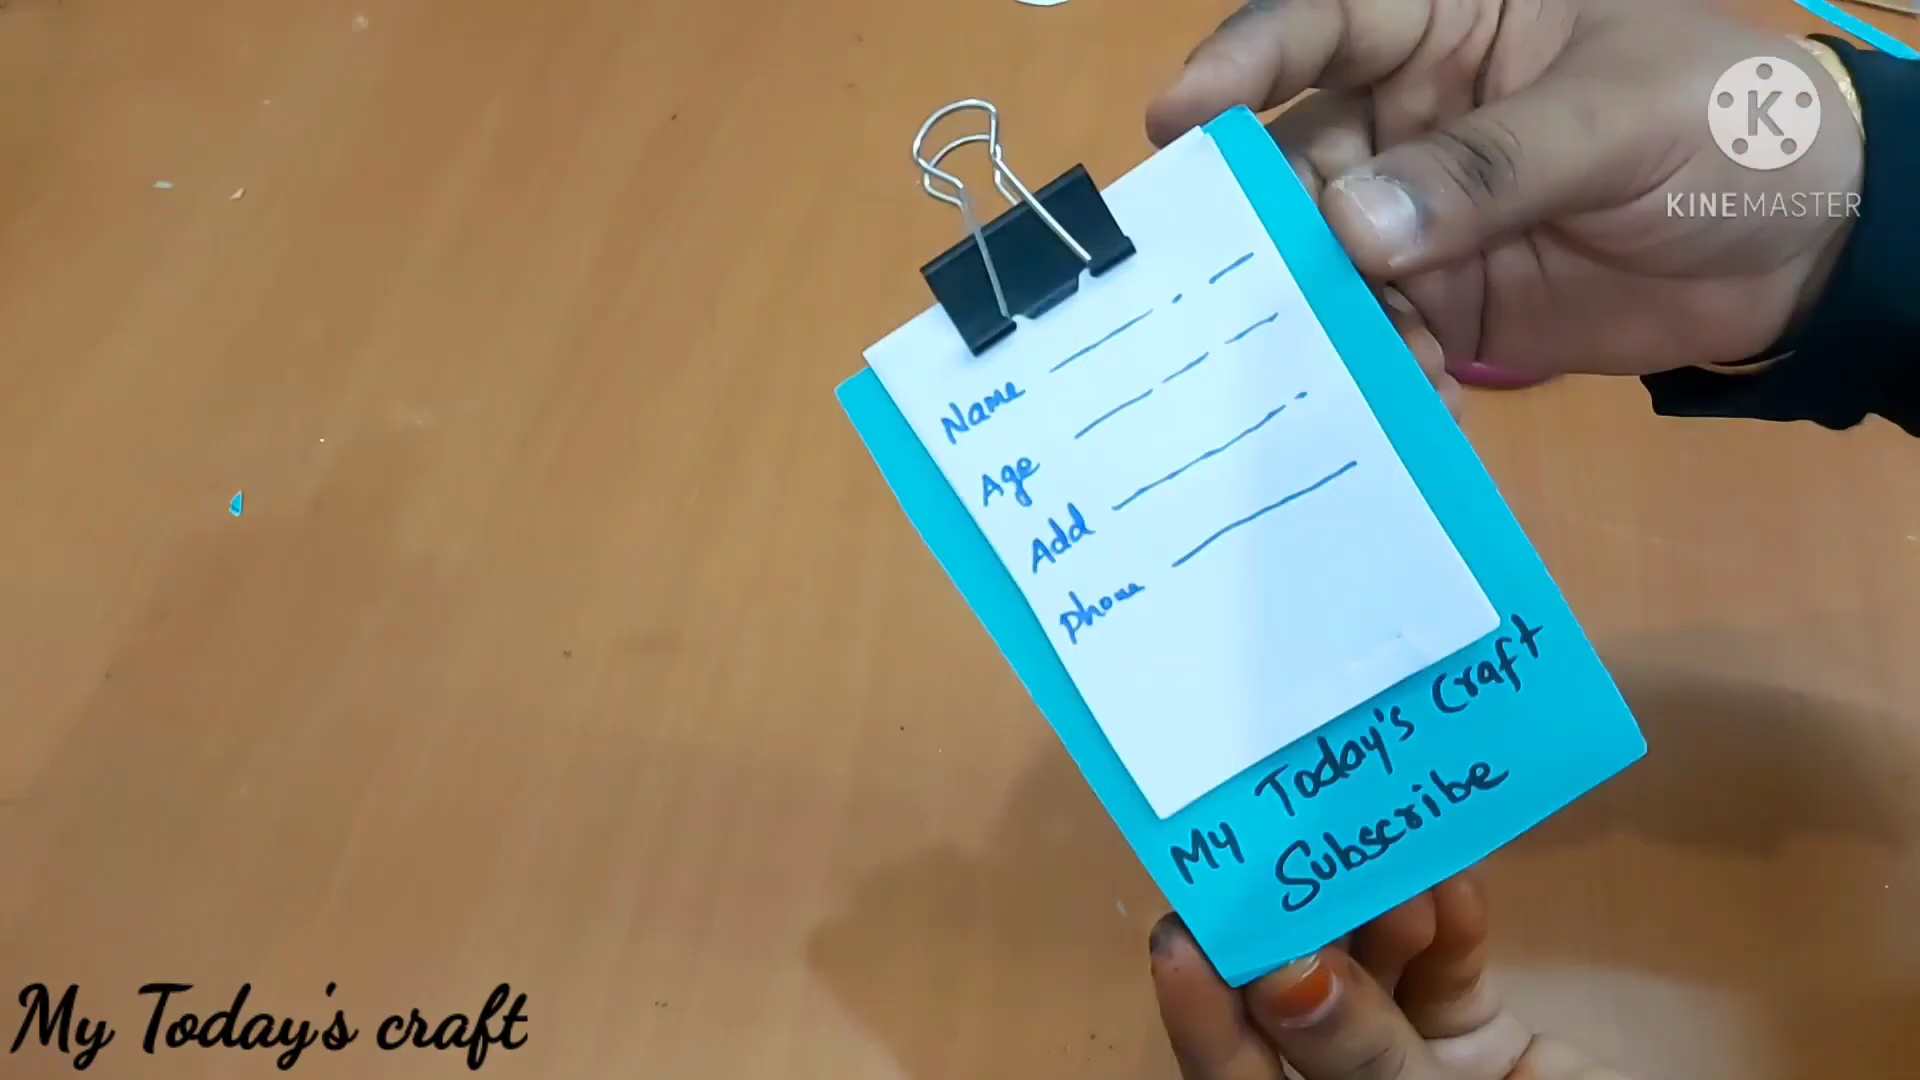 KINEMASTER
Name
Age
Add
Phone
My Today's Craft
Subscribe
My Today's craft